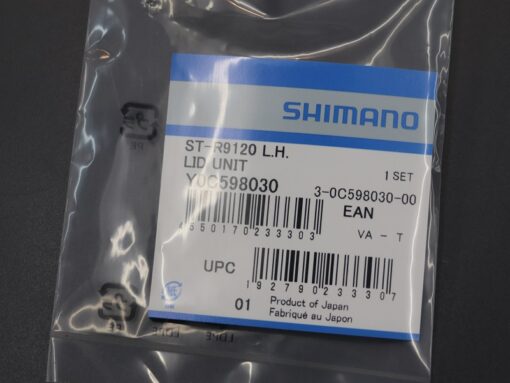 SHIMANO
ST-R9120 L.H.
LID UNIT
1 SET
Y0C598030
3-0C598030-00
EAN
4550170233303
VA - T
UPC
192790233307
01
Product of Japan
Fabriqué au Japon